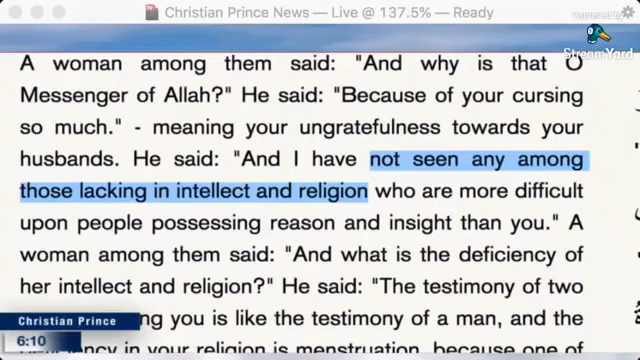 Christian Prince News — Live @ 137.5% — Ready
Powered by
StreamYard
A woman among them said: "And why is that O
Messenger of Allah?" He said: "Because of your cursing
so much." - meaning your ungratefulness towards your
husbands. He said: "And I have not seen any among
those lacking in intellect and religion who are more difficult
upon people possessing reason and insight than you." A
woman among them said: "And what is the deficiency of
her intellect and religion?" He said: "The testimony of two
Christian Prince
ng you is like the testimony of a man, and the
6:10
in your religion is menstruation, because one of